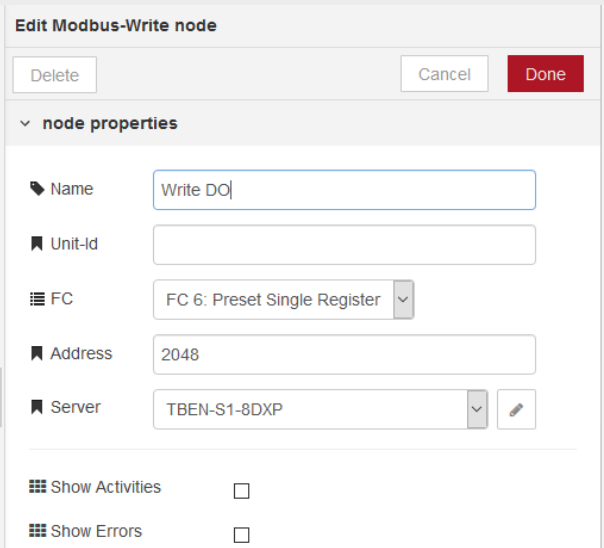 Edit Modbus-Write node
Delete Cancel Done
node properties
Name Write DO
Unit-Id
FC FC 6: Preset Single Register
Address 2048
Server TBEN-S1-8DXP
Show Activities
Show Errors